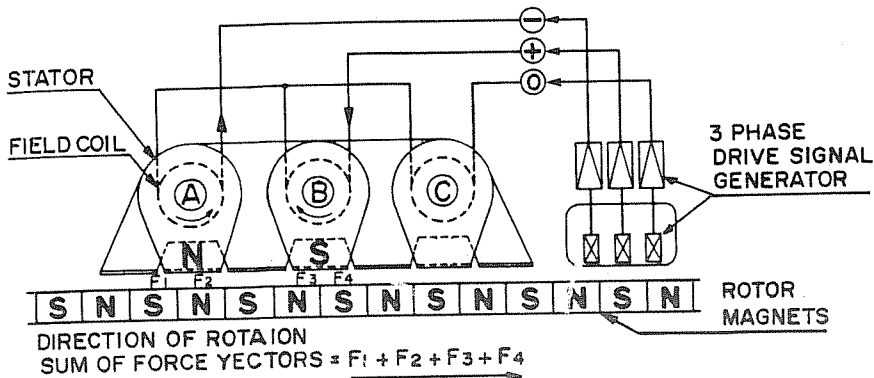 −
+
O
STATOR
FIELD COIL
3 PHASE
DRIVE SIGNAL
GENERATOR
A B C
N S
F1 F2 F3 F4
S N S N S N S N S N S N S N
ROTOR
MAGNETS
DIRECTION OF ROTAION
SUM OF FORCE YECTORS = F1 + F2 + F3 + F4